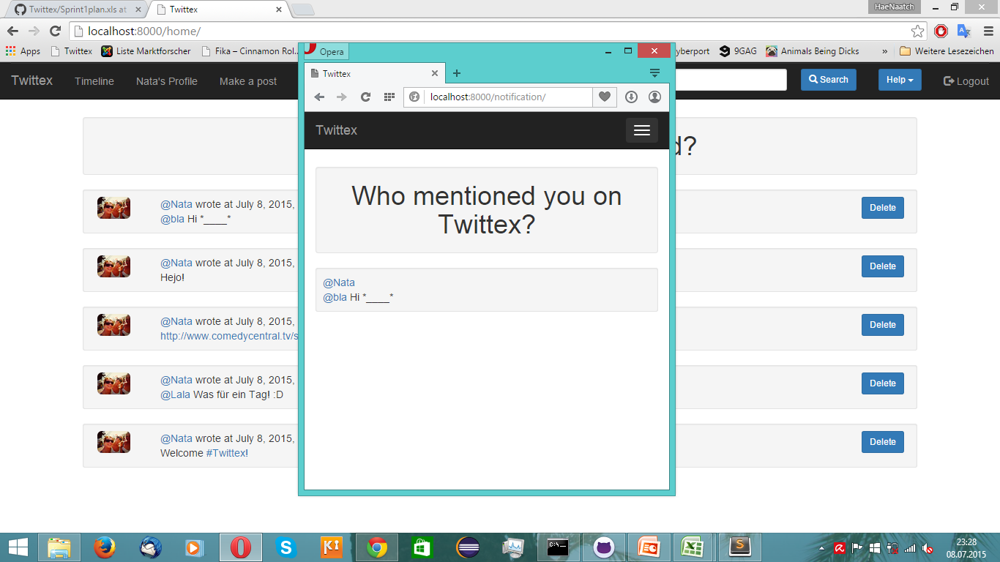 Twittex/Sprint1plan.xls at
Twittex
HaeNaatch
localhost:8000/home/
Apps
Twittex
Liste Marktforscher
Fika – Cinnamon Rol...
yberport
9GAG
Animals Being Dicks
»
Weitere Lesezeichen
Twittex
Timeline
Nata's Profile
Make a post
Search
Help
Logout
d?
@Nata wrote at July 8, 2015,
@bla Hi *____*
Delete
@Nata wrote at July 8, 2015,
Hejo!
Delete
@Nata wrote at July 8, 2015,
http://www.comedycentral.tv/s
Delete
@Nata wrote at July 8, 2015,
@Lala Was für ein Tag! :D
Delete
@Nata wrote at July 8, 2015,
Welcome #Twittex!
Delete
Opera
Twittex
localhost:8000/notification/
Twittex
Who mentioned you on
Twittex?
@Nata
@bla Hi *____*
C:\_
23:28
08.07.2015